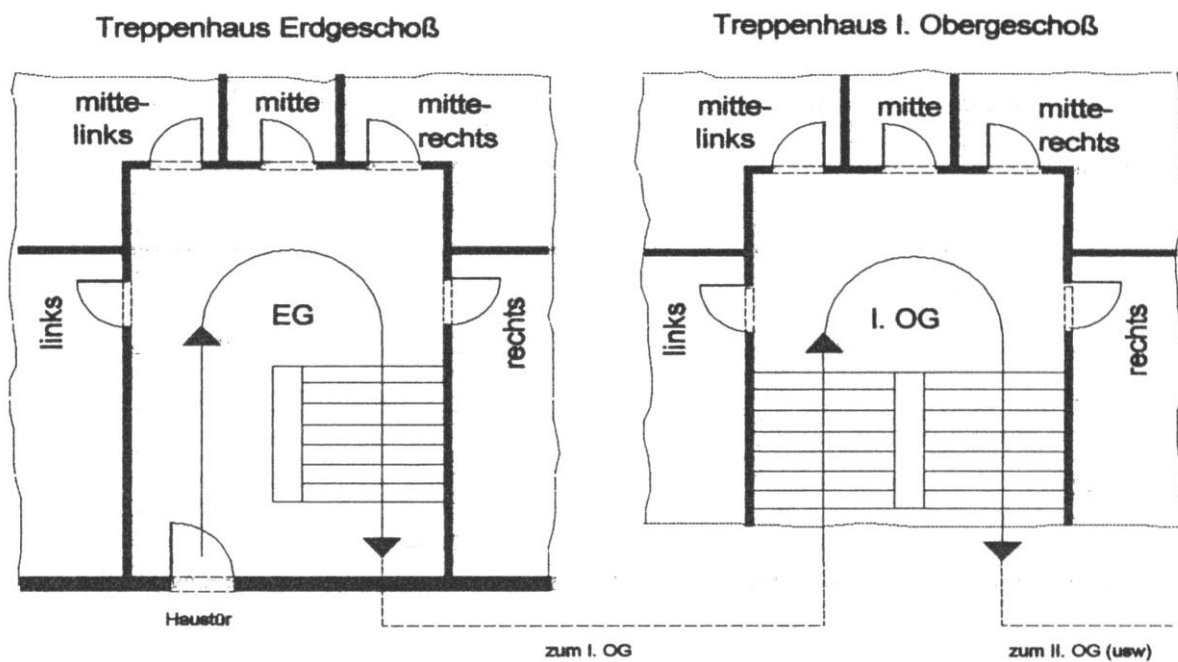 Treppenhaus Erdgeschoß
mitte-
links
mitte
mitte-
rechts
links
EG
rechts
Haustür
Treppenhaus I. Obergeschoß
mitte-
links
mitte
mitte-
rechts
links
I. OG
rechts
zum I. OG
zum II. OG (usw)